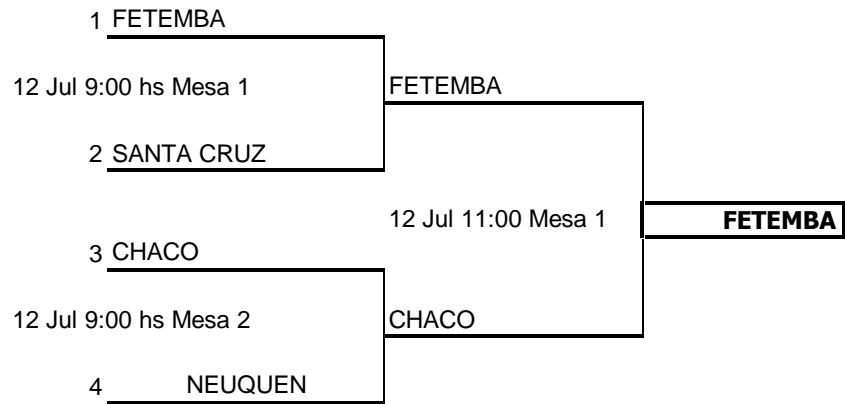 1 FETEMBA
12 Jul 9:00 hs Mesa 1
FETEMBA
2 SANTA CRUZ
12 Jul 11:00 Mesa 1
FETEMBA
3 CHACO
12 Jul 9:00 hs Mesa 2
CHACO
4 NEUQUEN